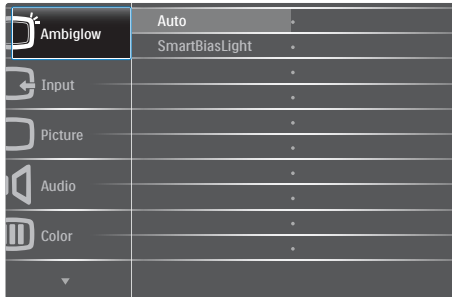 Ambiglow
Auto
SmartBiasLight
Input
Picture
Audio
Color